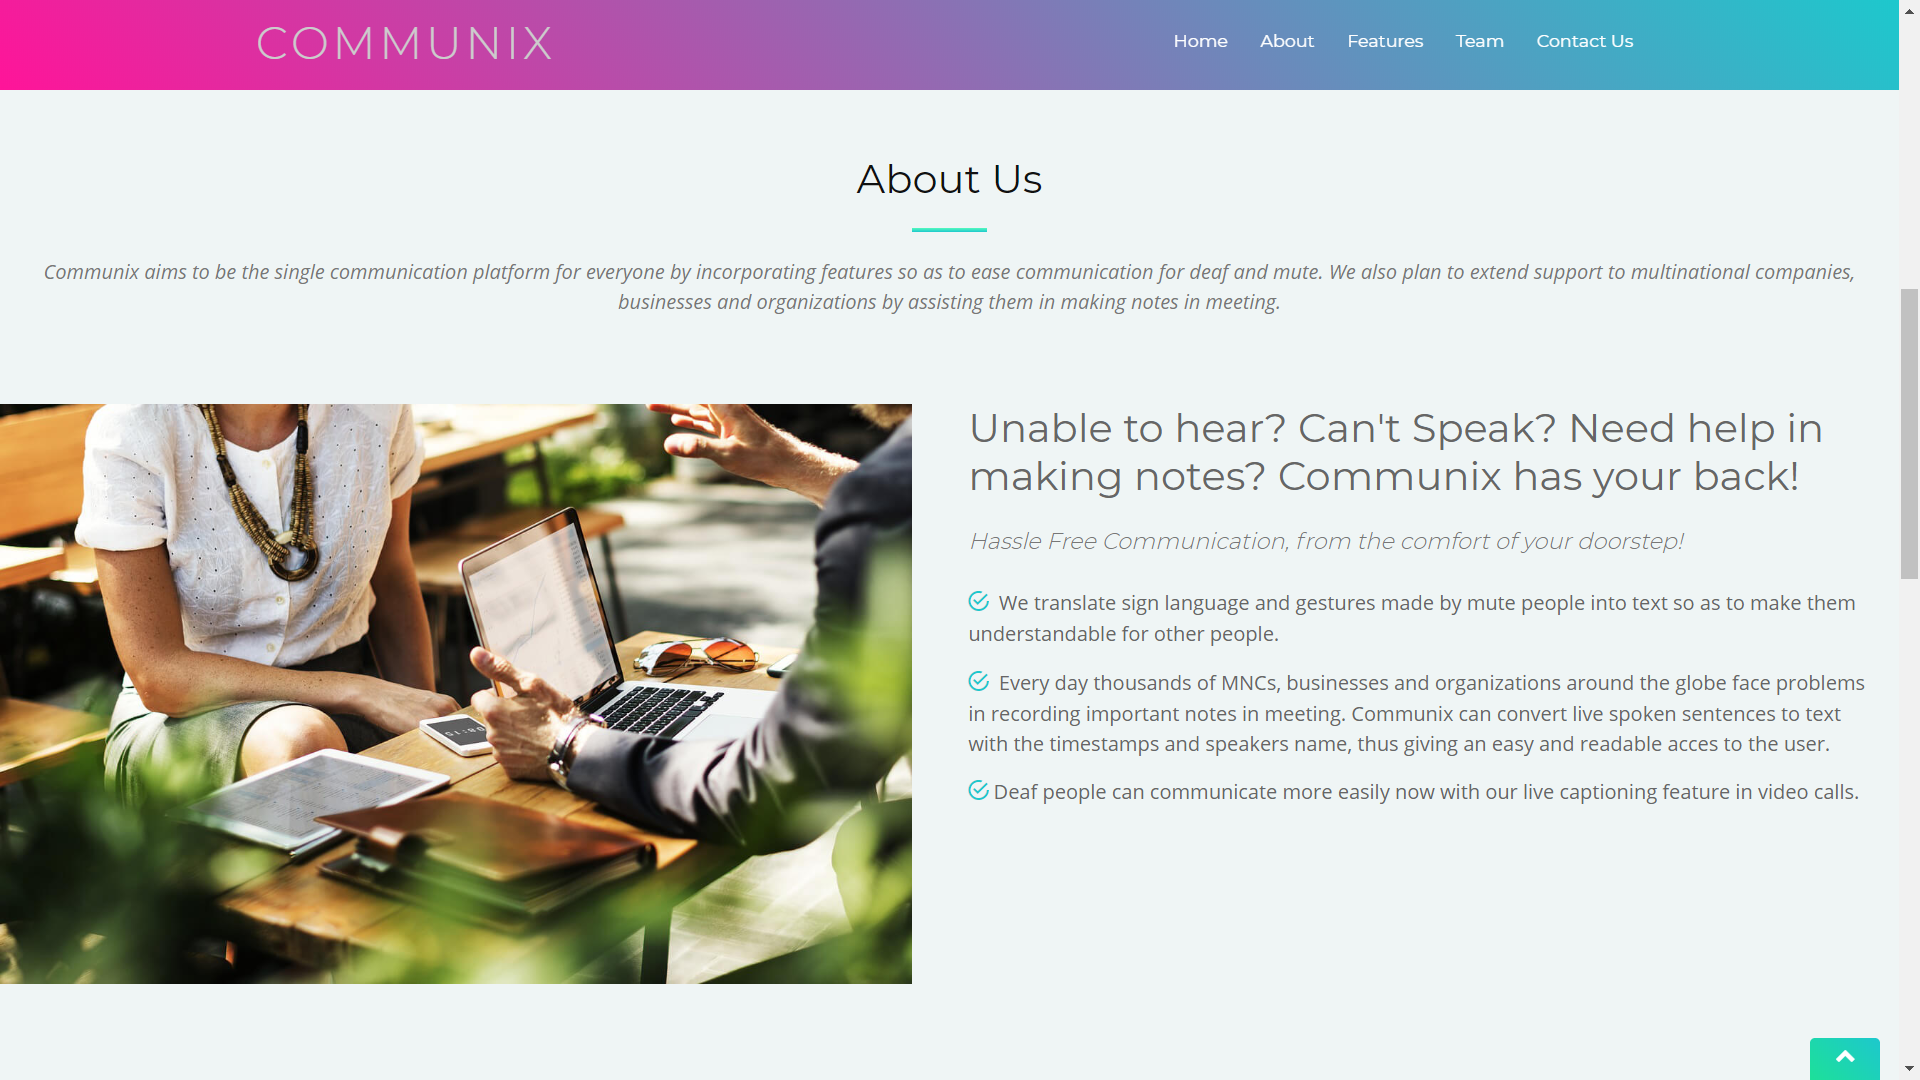 COMMUNIX
Home About Features Team Contact Us
About Us
Communix aims to be the single communication platform for everyone by incorporating features so as to ease communication for deaf and mute. We also plan to extend support to multinational companies,
businesses and organizations by assisting them in making notes in meeting.
Unable to hear? Can't Speak? Need help in
making notes? Communix has your back!
Hassle Free Communication, from the comfort of your doorstep!
We translate sign language and gestures made by mute people into text so as to make them
understandable for other people.
Every day thousands of MNCs, businesses and organizations around the globe face problems
in recording important notes in meeting. Communix can convert live spoken sentences to text
with the timestamps and speakers name, thus giving an easy and readable acces to the user.
Deaf people can communicate more easily now with our live captioning feature in video calls.